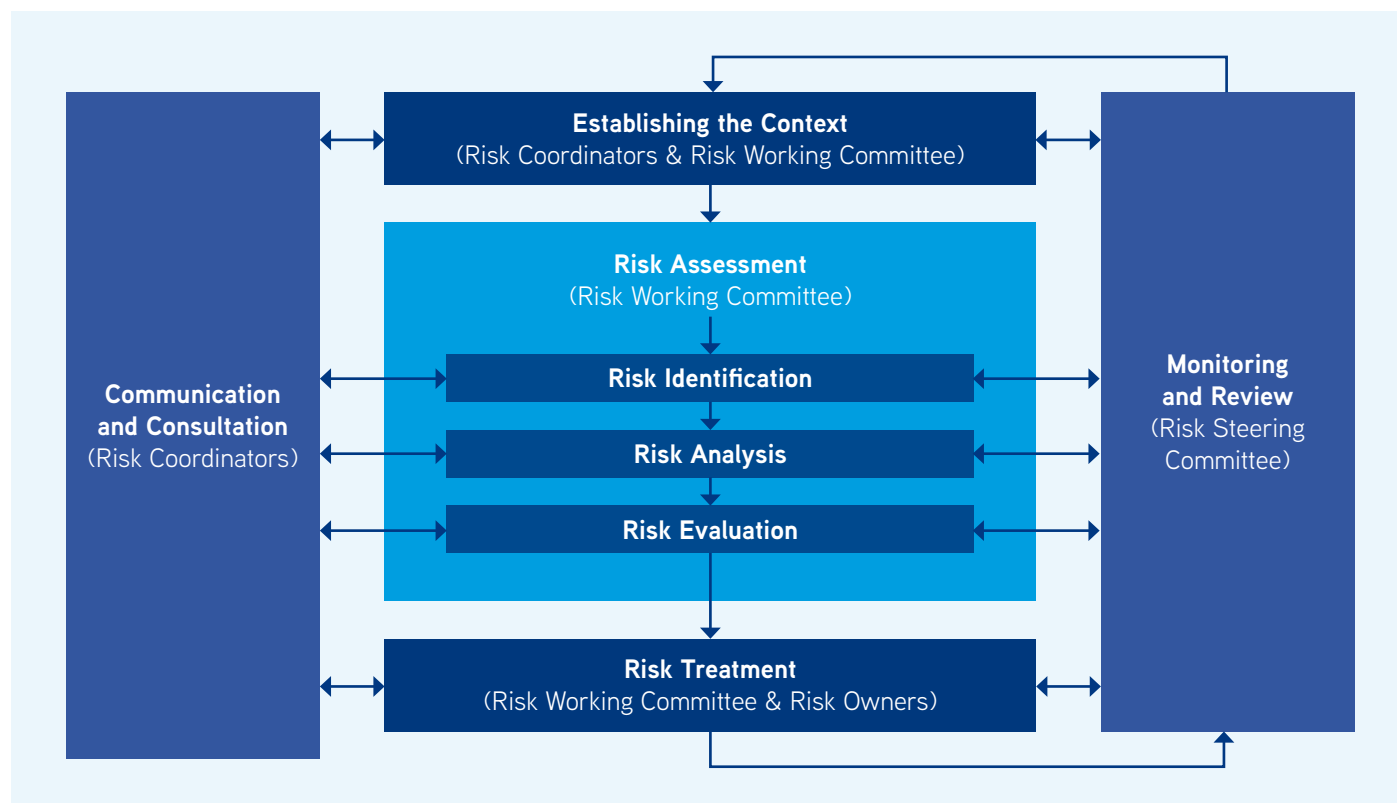 Establishing the Context
(Risk Coordinators & Risk Working Committee)
Risk Assessment
(Risk Working Committee)
Risk Identification
Risk Analysis
Risk Evaluation
Risk Treatment
(Risk Working Committee & Risk Owners)
Communication
and Consultation
(Risk Coordinators)
Monitoring
and Review
(Risk Steering
Committee)